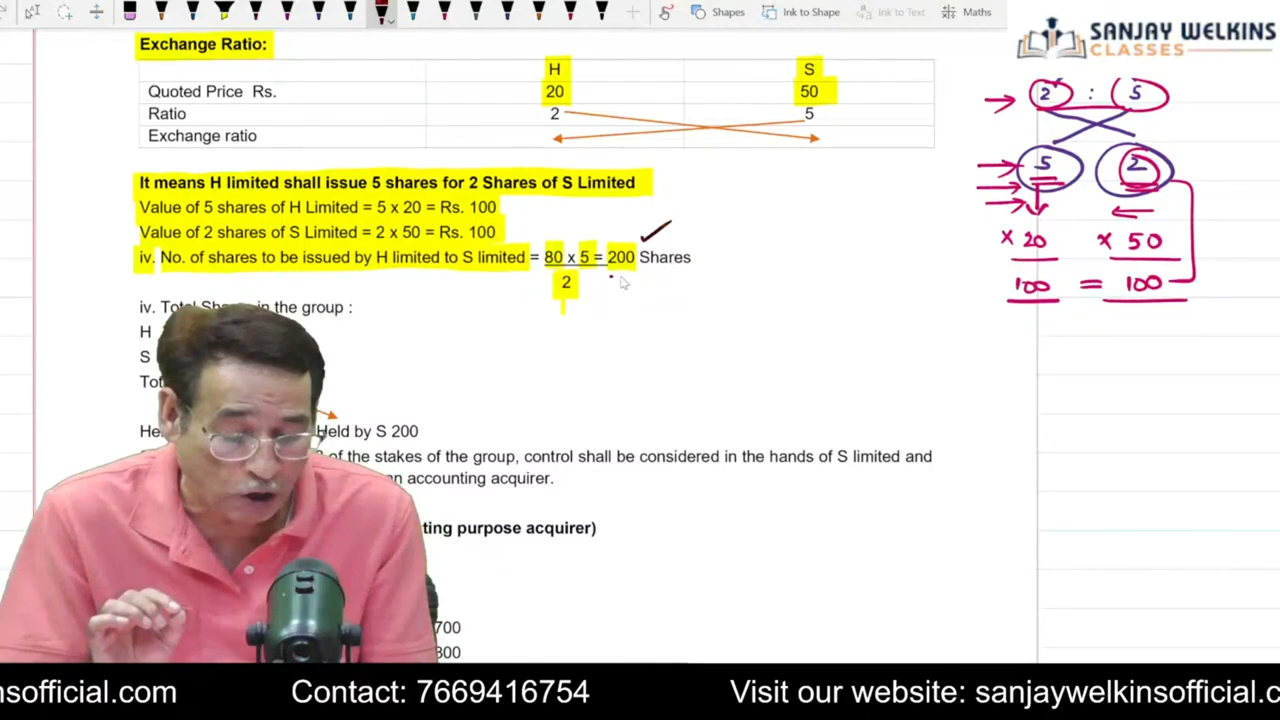 Shapes Ink to Shape Ink to Text Maths
SANJAY WELKINS
CLASSES
Exchange Ratio:
H S
Quoted Price Rs. 20 50
Ratio 2 5
Exchange ratio
It means H limited shall issue 5 shares for 2 Shares of S Limited
Value of 5 shares of H Limited = 5 x 20 = Rs. 100
Value of 2 shares of S Limited = 2 x 50 = Rs. 100
iv. No. of shares to be issued by H limited to S limited = 80 x 5 = 200 Shares
2
iv. Total Shares in the group :
H
S
Held by S 200
of the stakes of the group, control shall be considered in the hands of S limited and
an accounting acquirer.
purpose acquirer)
700
300
2 : 5
5 2
x 20 x 50
100 = 100
Contact: 7669416754 Visit our website: